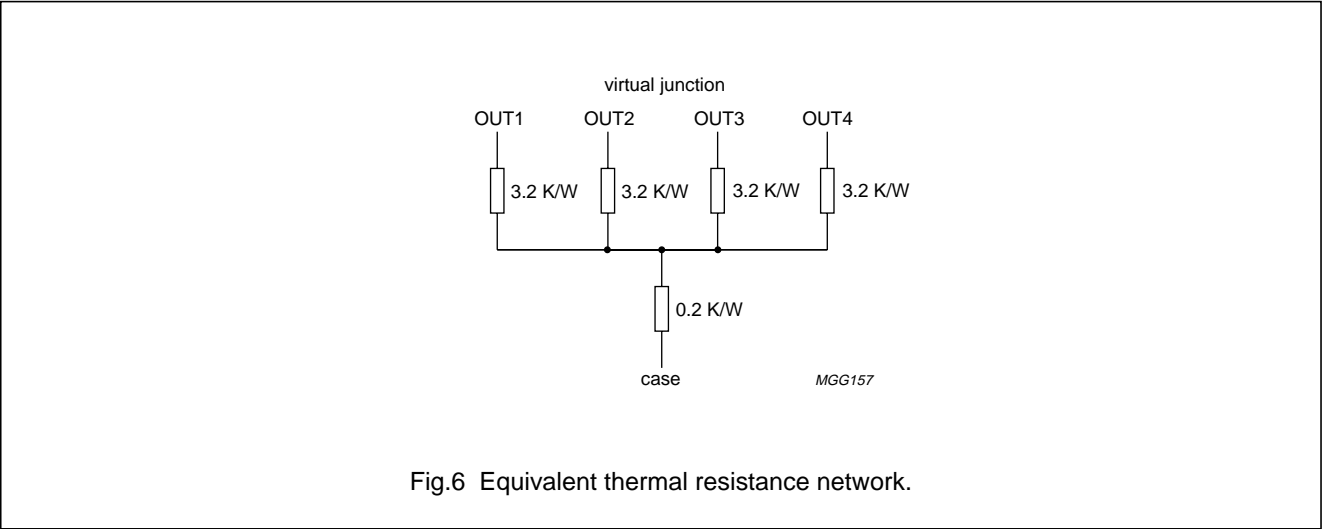 virtual junction
OUT1 OUT2 OUT3 OUT4
3.2 K/W 3.2 K/W 3.2 K/W 3.2 K/W
0.2 K/W
case MGG157
Fig.6 Equivalent thermal resistance network.